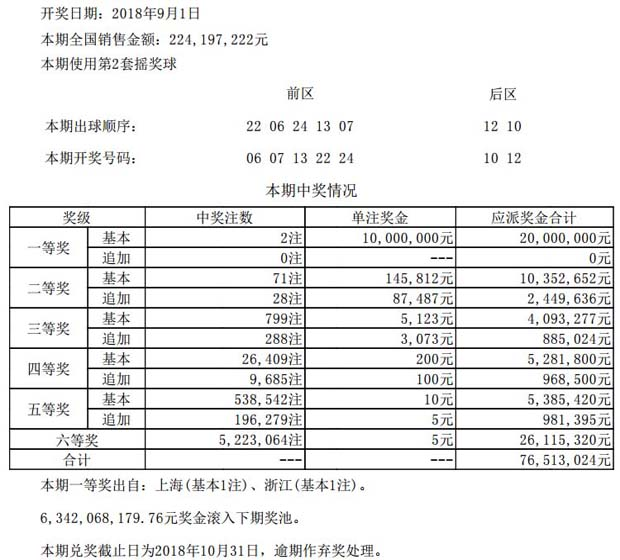 开奖日期：2018年9月1日
本期全国销售金额：224,197,222元
本期使用第2套摇奖球
前区 后区
本期出球顺序： 22 06 24 13 07 12 10
本期开奖号码： 06 07 13 22 24 10 12
本期中奖情况
奖级 中奖注数 单注奖金 应派奖金合计
一等奖 基本 2注 10,000,000元 20,000,000元
追加 0注 --- 0元
二等奖 基本 71注 145,812元 10,352,652元
追加 28注 87,487元 2,449,636元
三等奖 基本 799注 5,123元 4,093,277元
追加 288注 3,073元 885,024元
四等奖 基本 26,409注 200元 5,281,800元
追加 9,685注 100元 968,500元
五等奖 基本 538,542注 10元 5,385,420元
追加 196,279注 5元 981,395元
六等奖 5,223,064注 5元 26,115,320元
合计 --- --- 76,513,024元
本期一等奖出自：上海(基本1注)、浙江(基本1注)。
6,342,068,179.76元奖金滚入下期奖池。
本期兑奖截止日为2018年10月31日，逾期作弃奖处理。